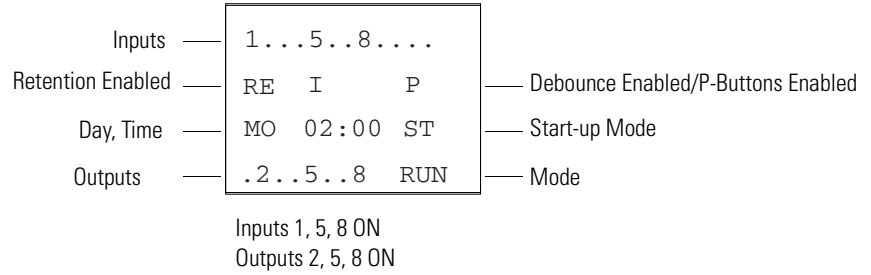 Inputs 1...5..8....
Retention Enabled RE I P Debounce Enabled/P-Buttons Enabled
Day, Time MO 02:00 ST Start-up Mode
Outputs .2..5..8 RUN Mode
Inputs 1, 5, 8 ON
Outputs 2, 5, 8 ON